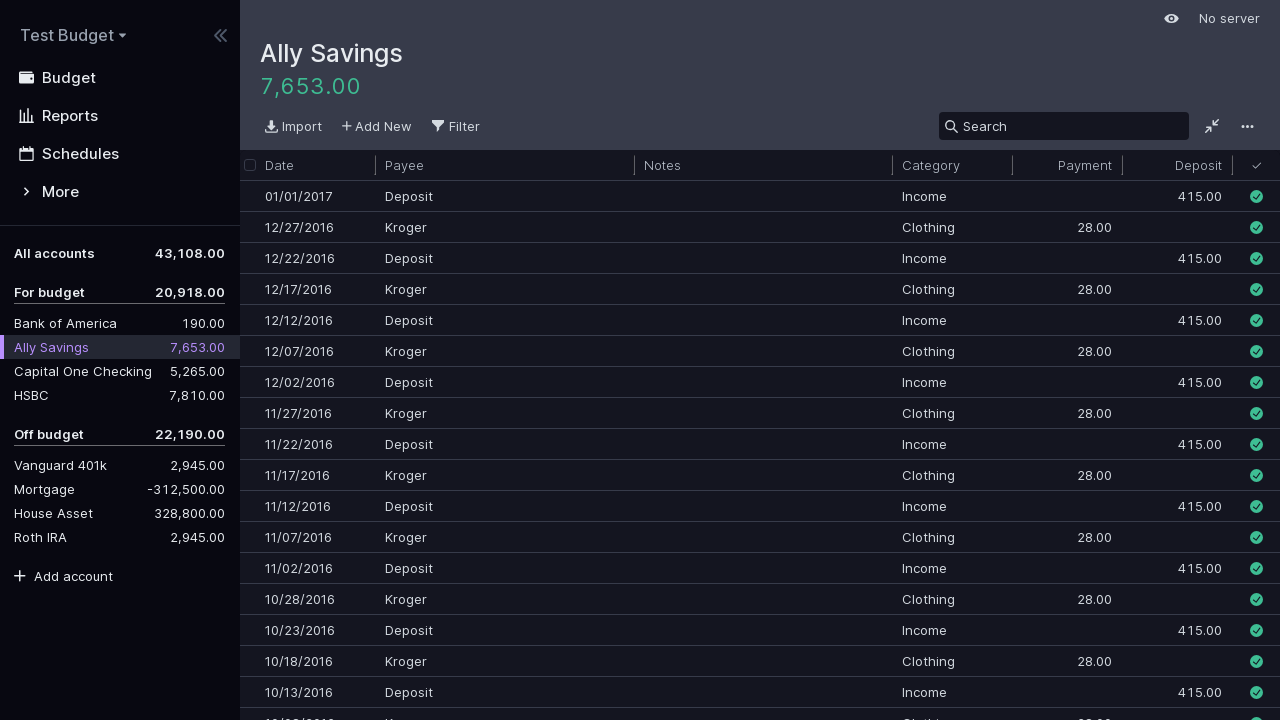 Test Budget
Budget
Reports
Schedules
More
All accounts 43,108.00
For budget 20,918.00
Bank of America 190.00
Ally Savings 7,653.00
Capital One Checking 5,265.00
HSBC 7,810.00
Off budget 22,190.00
Vanguard 401k 2,945.00
Mortgage -312,500.00
House Asset 328,800.00
Roth IRA 2,945.00
Add account
No server
Ally Savings
7,653.00
Import Add New Filter Search
Date Payee Notes Category Payment Deposit
01/01/2017 Deposit Income 415.00
12/27/2016 Kroger Clothing 28.00
12/22/2016 Deposit Income 415.00
12/17/2016 Kroger Clothing 28.00
12/12/2016 Deposit Income 415.00
12/07/2016 Kroger Clothing 28.00
12/02/2016 Deposit Income 415.00
11/27/2016 Kroger Clothing 28.00
11/22/2016 Deposit Income 415.00
11/17/2016 Kroger Clothing 28.00
11/12/2016 Deposit Income 415.00
11/07/2016 Kroger Clothing 28.00
11/02/2016 Deposit Income 415.00
10/28/2016 Kroger Clothing 28.00
10/23/2016 Deposit Income 415.00
10/18/2016 Kroger Clothing 28.00
10/13/2016 Deposit Income 415.00